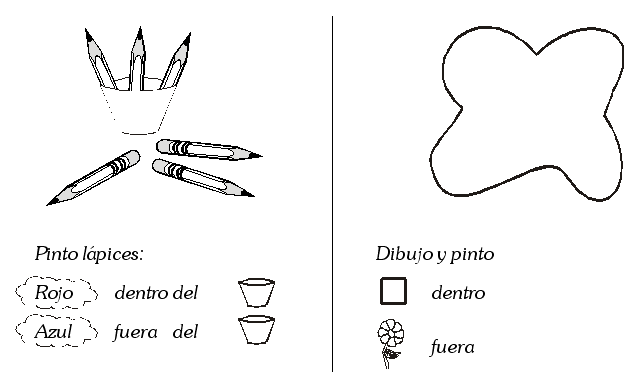 Pinto lápices:
Rojo dentro del
Azul fuera del
Dibujo y pinto
dentro
fuera